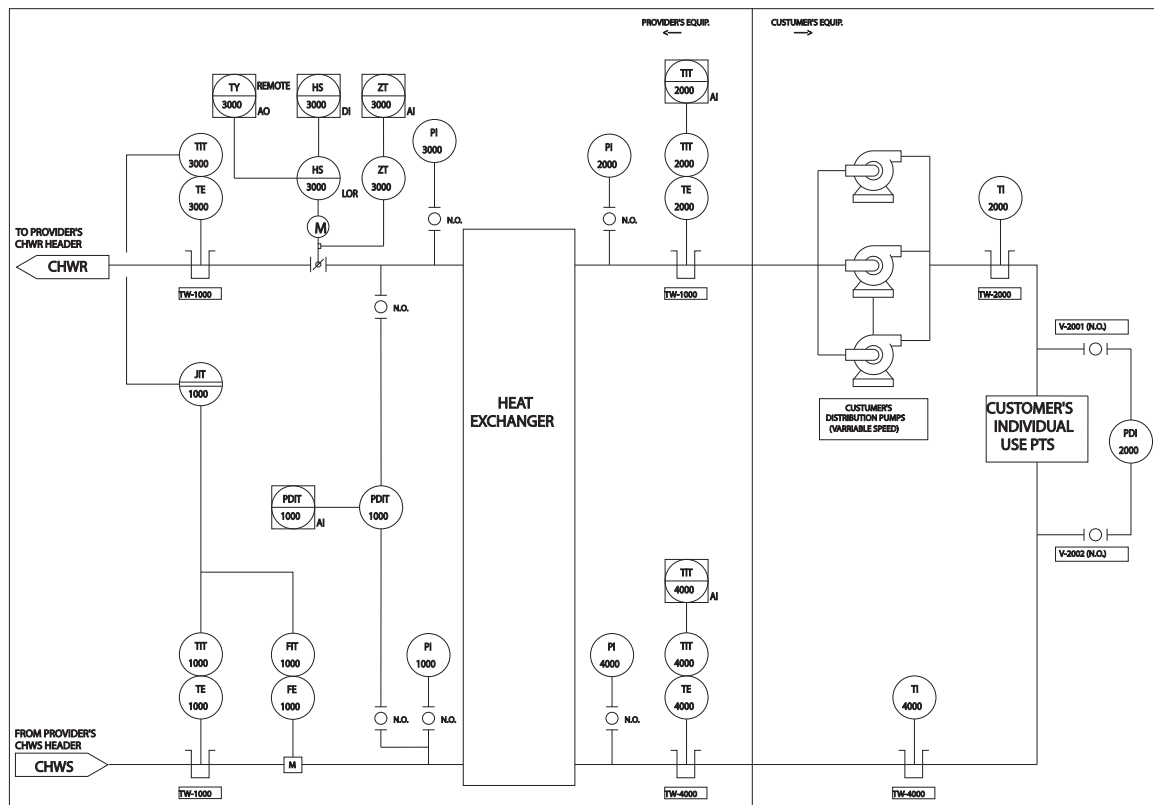 PROVIDER'S EQUIP.
CUSTUMER'S EQUIP.
TY
3000
REMOTE
AO
HS
3000
DI
ZT
3000
AI
TIT
2000
AI
TIT
3000
TE
3000
HS
3000
LOR
ZT
3000
PI
3000
N.O.
PI
2000
N.O.
TIT
2000
TE
2000
TI
2000
M
TO PROVIDER'S
CHWR HEADER
CHWR
TW-1000
N.O.
TW-1000
TW-2000
V-2001 (N.O.)
JIT
1000
HEAT
EXCHANGER
CUSTUMER'S
DISTRIBUTION PUMPS
(VARRIABLE SPEED)
CUSTOMER'S
INDIVIDUAL
USE PTS
PDI
2000
PDIT
1000
AI
PDIT
1000
V-2002 (N.O.)
TIT
4000
AI
TIT
1000
TE
1000
FIT
1000
FE
1000
PI
1000
N.O.
N.O.
PI
4000
N.O.
TIT
4000
TE
4000
TI
4000
FROM PROVIDER'S
CHWS HEADER
CHWS
M
TW-1000
TW-4000
TW-4000